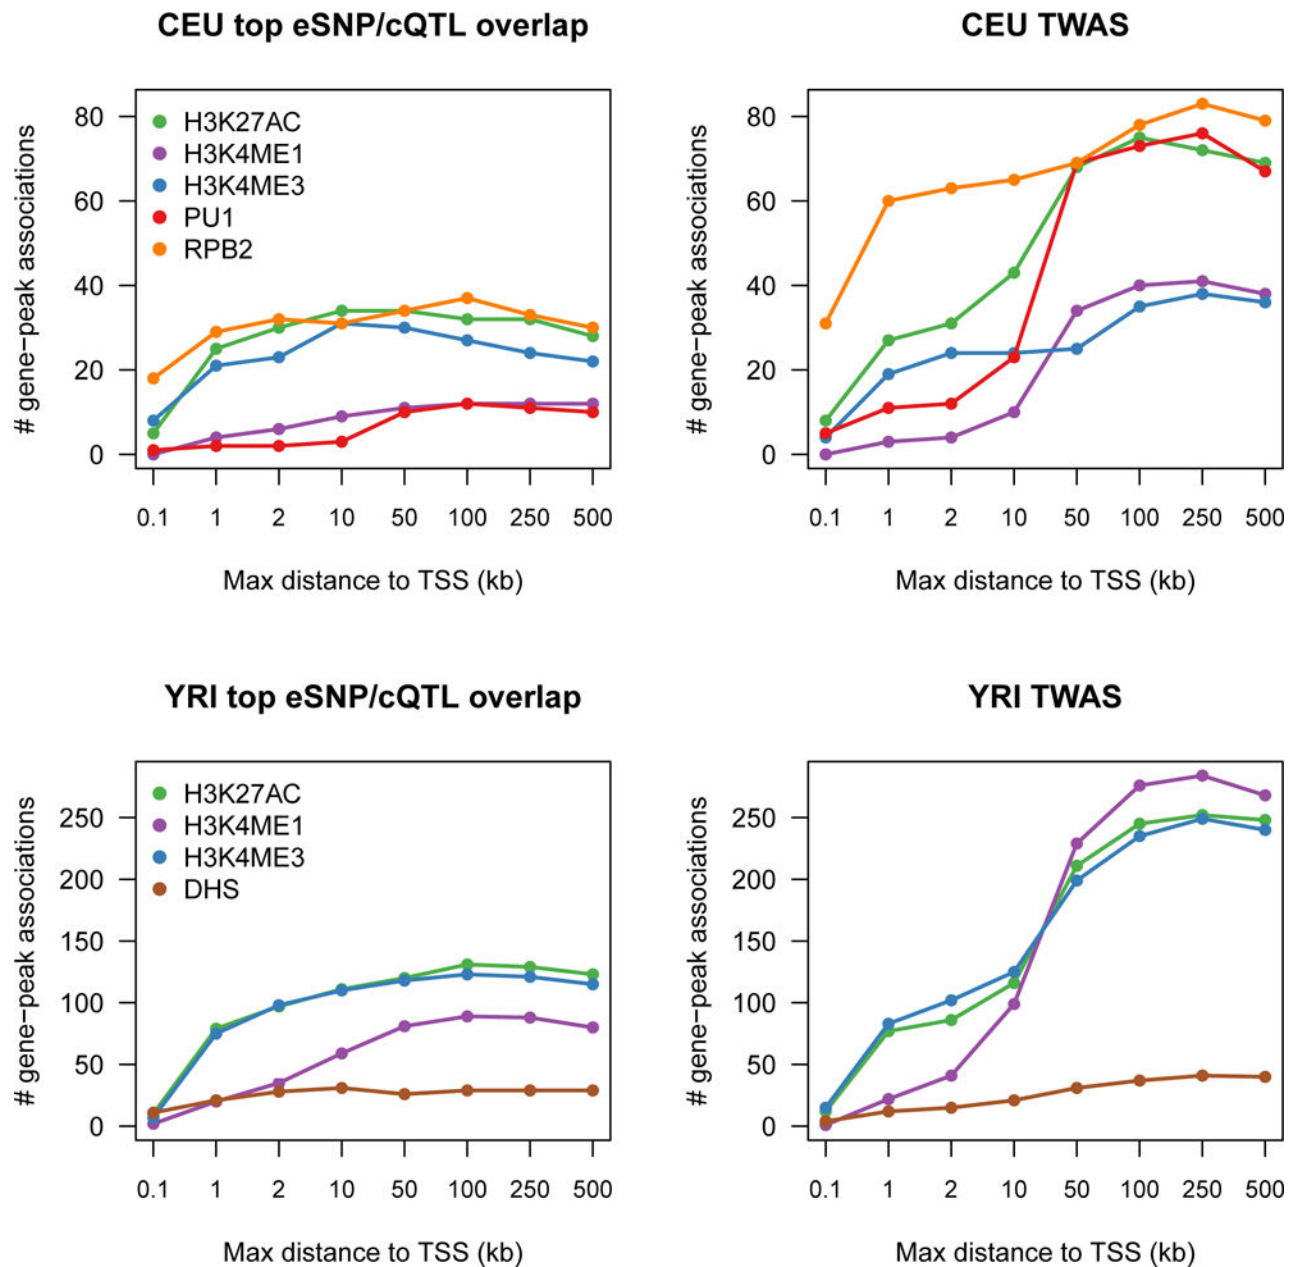 CEU top eSNP/cQTL overlap
# gene−peak associations
80
60
40
20
0
H3K27AC
H3K4ME1
H3K4ME3
PU1
RPB2
0.1 1 2 10 50 100 250 500
Max distance to TSS (kb)
CEU TWAS
# gene−peak associations
80
60
40
20
0
0.1 1 2 10 50 100 250 500
Max distance to TSS (kb)
YRI top eSNP/cQTL overlap
# gene−peak associations
250
200
150
100
50
0
H3K27AC
H3K4ME1
H3K4ME3
DHS
0.1 1 2 10 50 100 250 500
Max distance to TSS (kb)
YRI TWAS
# gene−peak associations
250
200
150
100
50
0
0.1 1 2 10 50 100 250 500
Max distance to TSS (kb)